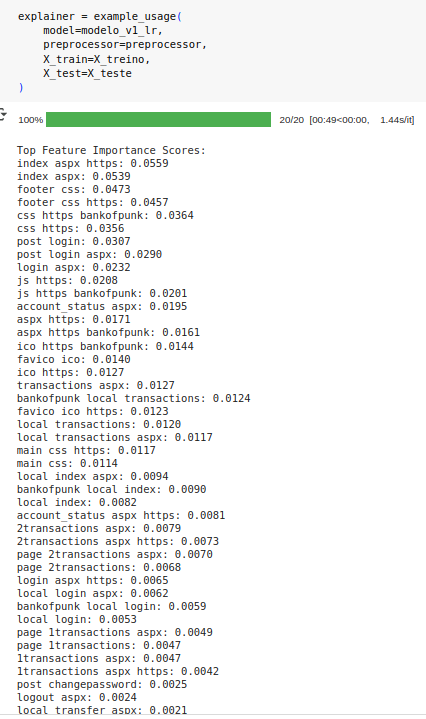 explainer = example_usage(
    model=modelo_v1_lr,
    preprocessor=preprocessor,
    X_train=X_treino,
    X_test=X_teste
)
100% 20/20 [00:49<00:00, 1.44s/it]
Top Feature Importance Scores:
index aspx https: 0.0559
index aspx: 0.0539
footer css: 0.0473
footer css https: 0.0457
css https bankofpunk: 0.0364
css https: 0.0356
post login: 0.0307
post login aspx: 0.0290
login aspx: 0.0232
js https: 0.0208
js https bankofpunk: 0.0201
account_status aspx: 0.0195
aspx https: 0.0171
aspx https bankofpunk: 0.0161
ico https bankofpunk: 0.0144
favico ico: 0.0140
ico https: 0.0127
transactions aspx: 0.0127
bankofpunk local transactions: 0.0124
favico ico https: 0.0123
local transactions: 0.0120
local transactions aspx: 0.0117
main css https: 0.0117
main css: 0.0114
local index aspx: 0.0094
bankofpunk local index: 0.0090
local index: 0.0082
account_status aspx https: 0.0081
2transactions aspx: 0.0079
2transactions aspx https: 0.0073
page 2transactions aspx: 0.0070
page 2transactions: 0.0068
login aspx https: 0.0065
local login aspx: 0.0062
bankofpunk local login: 0.0059
local login: 0.0053
page 1transactions aspx: 0.0049
page 1transactions: 0.0047
1transactions aspx: 0.0047
1transactions aspx https: 0.0042
post changepassword: 0.0025
logout aspx: 0.0024
local transfer aspx: 0.0021